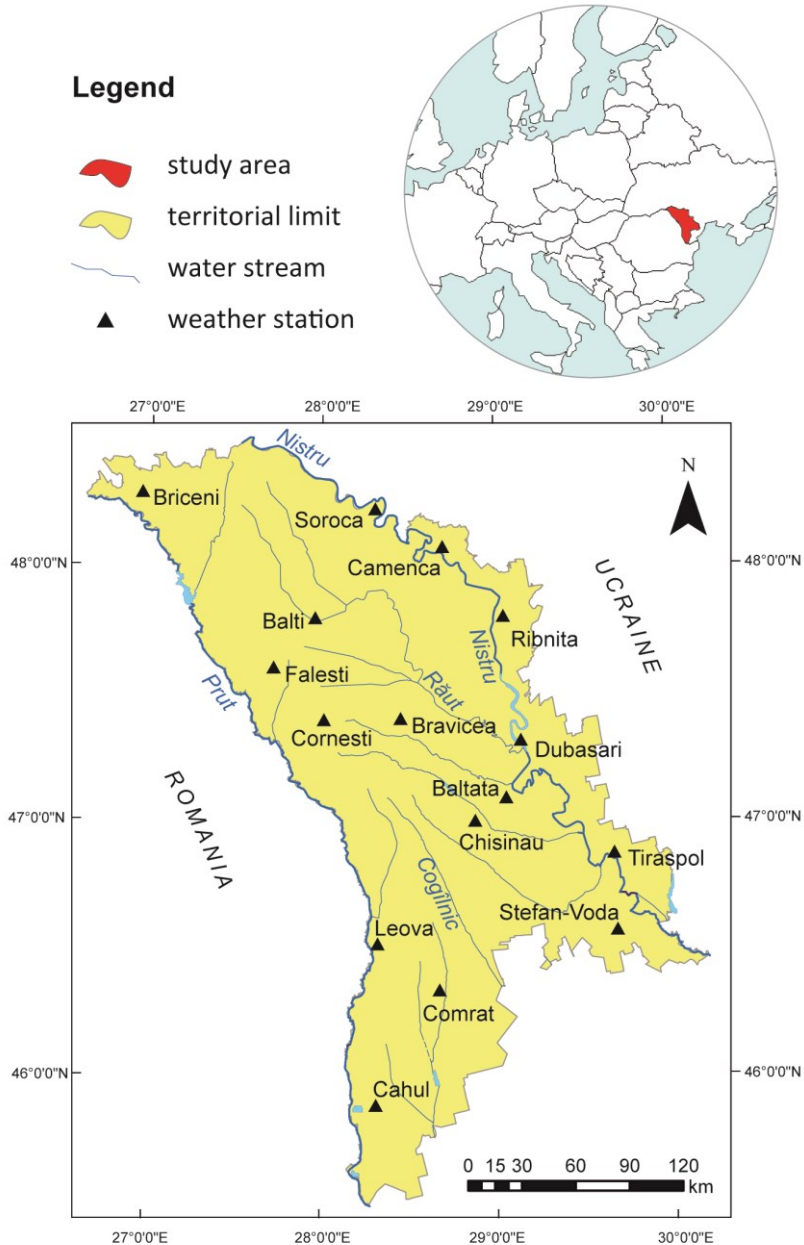 Legend
study area
territorial limit
water stream
weather station
27°0'0"E
28°0'0"E
29°0'0"E
30°0'0"E
Nistru
N
Briceni
Soroca
48°0'0"N
Camenca
48°0'0"N
UCRAINE
Balti
Ribnita
Nistru
Falesti
Prut
Răut
Cornesti
Bravicea
Dubasari
ROMANIA
Baltata
47°0'0"N
47°0'0"N
Chisinau
Tiraspol
Cogîlnic
Stefan-Voda
Leova
Comrat
46°0'0"N
46°0'0"N
Cahul
0 15 30 60 90 120
km
27°0'0"E
28°0'0"E
29°0'0"E
30°0'0"E